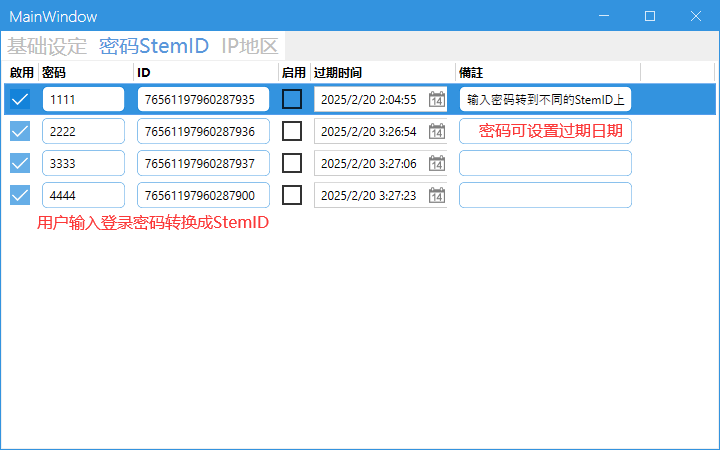 MainWindow
基础设定 密码StemID IP地区
啟用 密码 ID 启用 过期时间 備註
1111 76561197960287935 2025/2/20 2:04:55 14 输入密码转到不同的StemID上
2222 76561197960287936 2025/2/20 3:26:54 14 密码可设置过期日期
3333 76561197960287937 2025/2/20 3:27:06 14
4444 76561197960287900 2025/2/20 3:27:23 14
用户输入登录密码转换成StemID